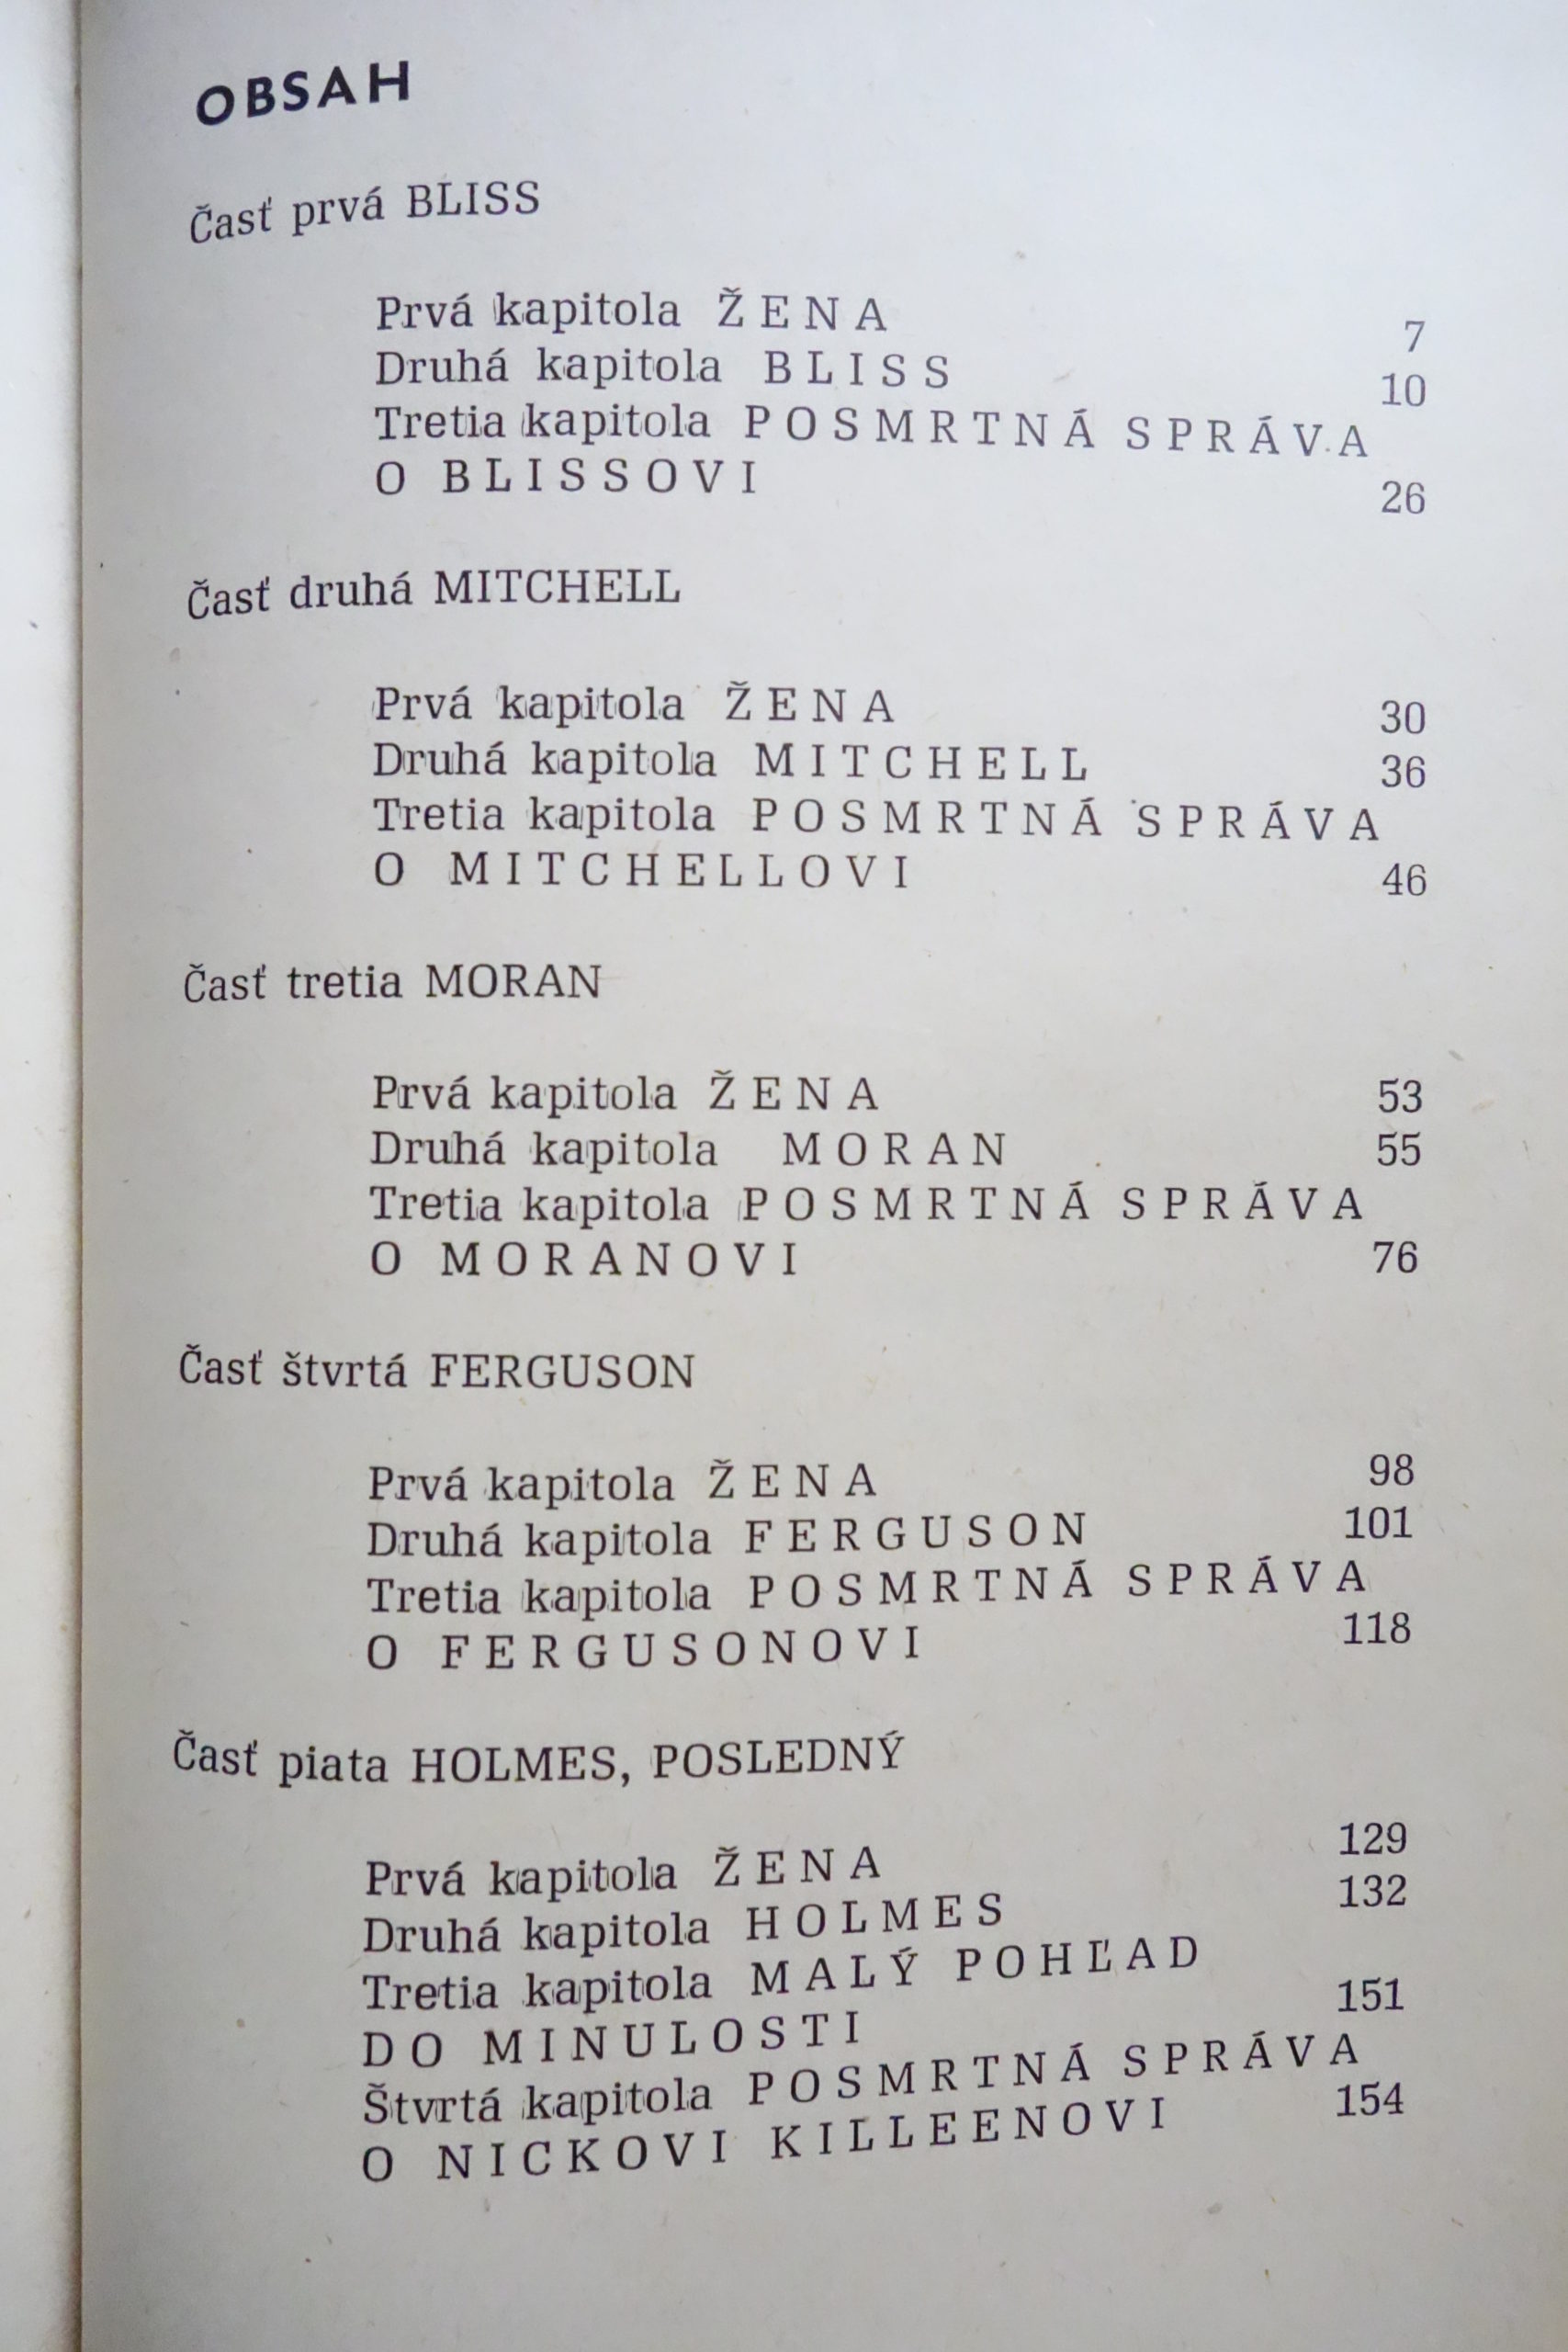 OBSAH
Časť prvá BLISS
Prvá kapitola ŽENA 7
Druhá kapitola BLISS 10
Tretia kapitola POSMRTNÁ SPRÁVA
O BLISSOVI 26
Časť druhá MITCHELL
Prvá kapitola ŽENA 30
Druhá kapitola MITCHELL 36
Tretia kapitola POSMRTNÁ SPRÁVA
O MITCHELLOVI 46
Časť tretia MORAN
Prvá kapitola ŽENA 53
Druhá kapitola MORAN 55
Tretia kapitola POSMRTNÁ SPRÁVA
O MORANOVI 76
Časť štvrtá FERGUSON
Prvá kapitola ŽENA 98
Druhá kapitola FERGUSON 101
Tretia kapitola POSMRTNÁ SPRÁVA
O FERGUSONOVI 118
Časť piata HOLMES, POSLEDNÝ
Prvá kapitola ŽENA 129
Druhá kapitola HOLMES 132
Tretia kapitola MALÝ POHĽAD
DO MINULOSTI 151
Štvrtá kapitola POSMRTNÁ SPRÁVA
O NICKOVI KILLEENOVI 154